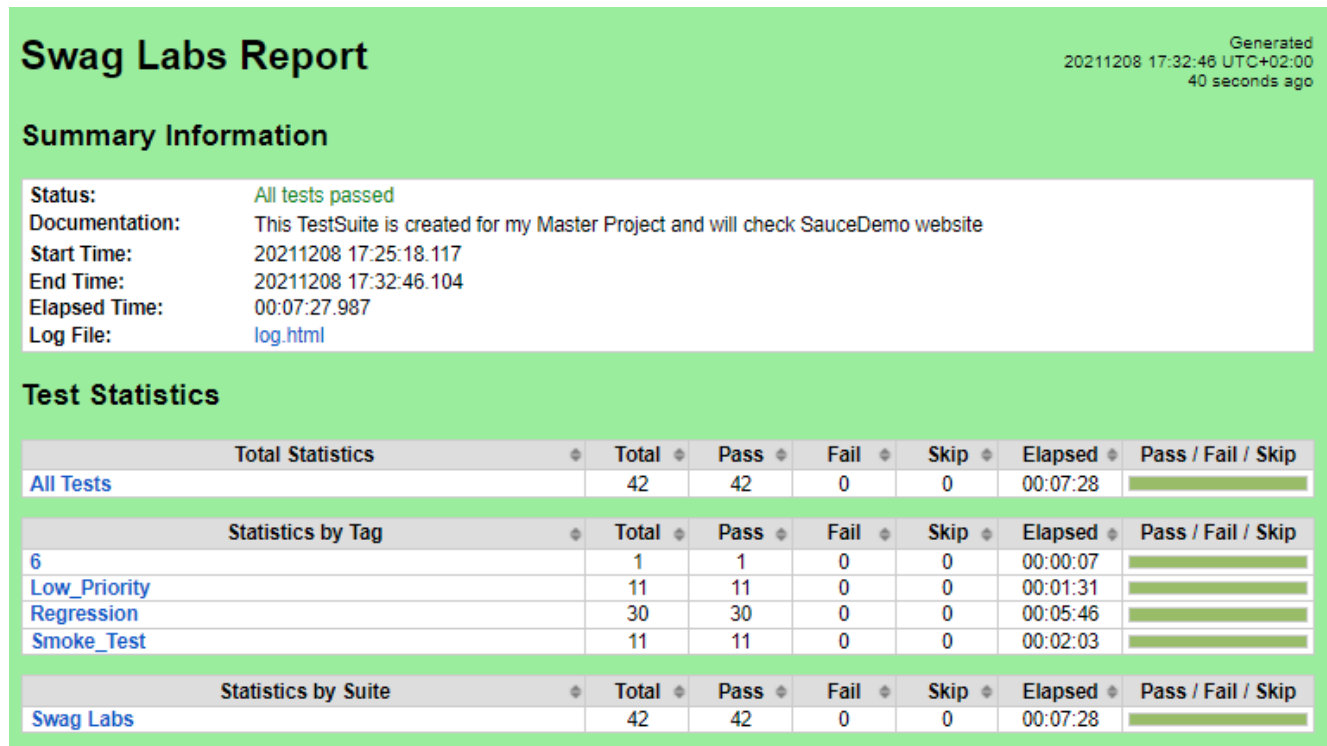 Swag Labs Report
Generated
20211208 17:32:46 UTC+02:00
40 seconds ago
Summary Information
Status: All tests passed
Documentation: This TestSuite is created for my Master Project and will check SauceDemo website
Start Time: 20211208 17:25:18.117
End Time: 20211208 17:32:46.104
Elapsed Time: 00:07:27.987
Log File: log.html
Test Statistics
Total Statistics Total Pass Fail Skip Elapsed Pass / Fail / Skip
All Tests 42 42 0 0 00:07:28
Statistics by Tag Total Pass Fail Skip Elapsed Pass / Fail / Skip
6 1 1 0 0 00:00:07
Low_Priority 11 11 0 0 00:01:31
Regression 30 30 0 0 00:05:46
Smoke_Test 11 11 0 0 00:02:03
Statistics by Suite Total Pass Fail Skip Elapsed Pass / Fail / Skip
Swag Labs 42 42 0 0 00:07:28